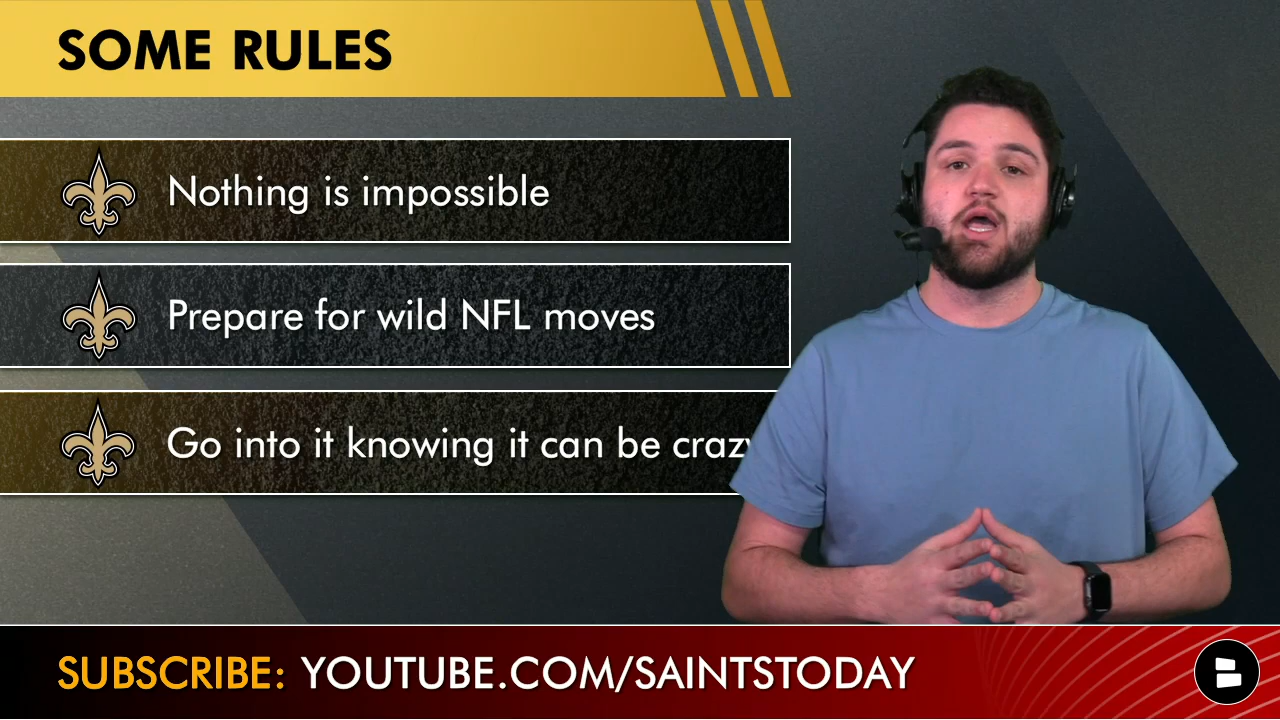 SOME RULES
Nothing is impossible
Prepare for wild NFL moves
Go into it knowing it can be crazy
SUBSCRIBE: YOUTUBE.COM/SAINTSTODAY